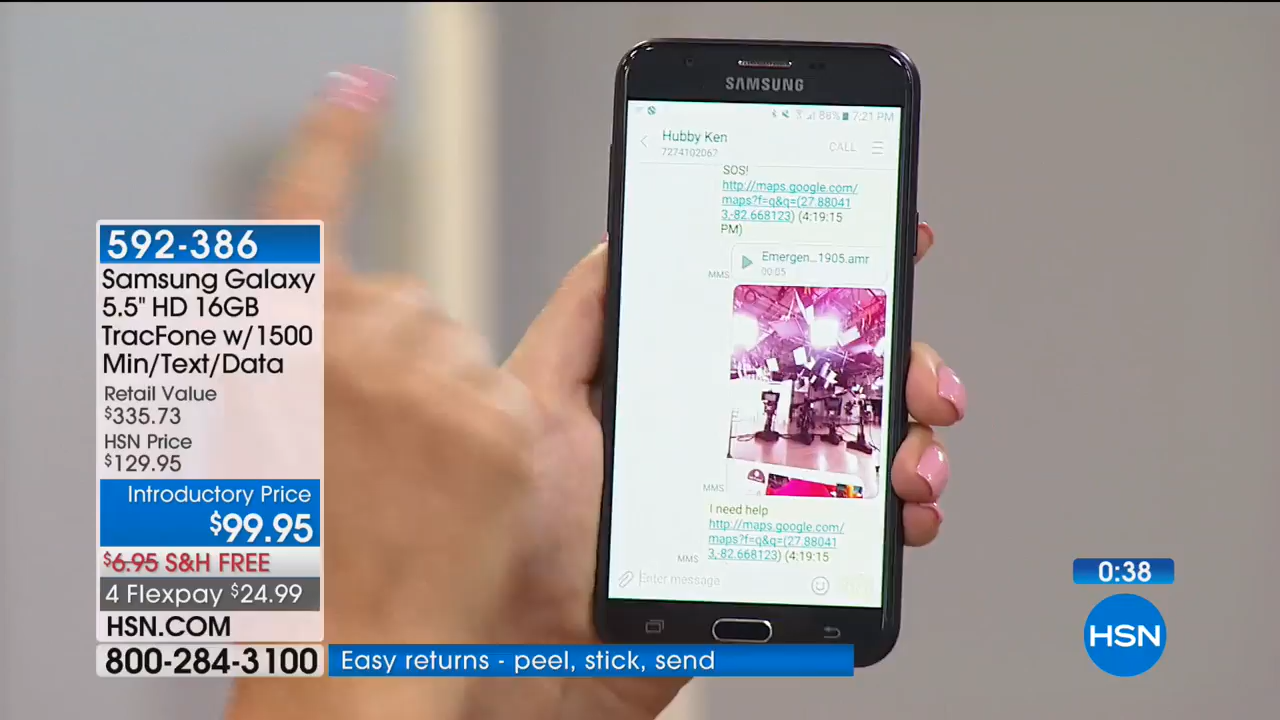 592-386
Samsung Galaxy
5.5" HD 16GB
TracFone w/1500
Min/Text/Data
Retail Value
$335.73
HSN Price
$129.95
Introductory Price
$99.95
$6.95 S&H FREE
4 Flexpay $24.99
HSN.COM
800-284-3100
Easy returns - peel, stick, send
SAMSUNG
86% 7:21 PM
Hubby Ken
7274102067
CALL
SOS!
http://maps.google.com/
maps?f=q&q=(27.88041
3,-82.668123) (4:19:15
PM)
Emergen...1905.amr
00:05
MMS
MMS
I need help
http://maps.google.com/
maps?f=q&q=(27.88041
3,-82.668123) (4:19:15
MMS
Enter message
0:38
HSN